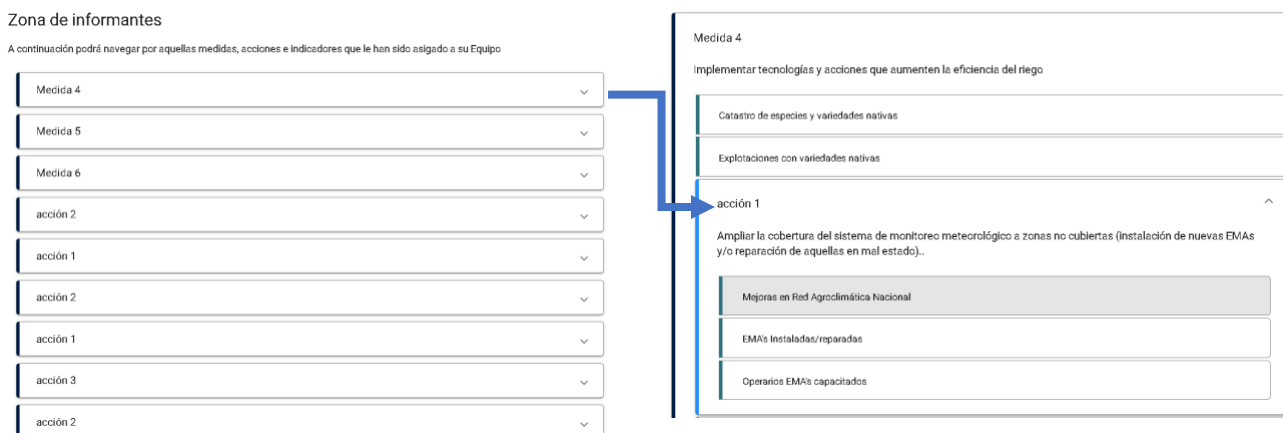 Zona de informantes
A continuación podrá navegar por aquellas medidas, acciones e indicadores que le han sido asigado a su Equipo
Medida 4
Medida 5
Medida 6
acción 2
acción 1
acción 2
acción 1
acción 3
acción 2
Medida 4
Implementar tecnologías y acciones que aumenten la eficiencia del riego
Catastro de especies y variedades nativas
Explotaciones con variedades nativas
acción 1
Ampliar la cobertura del sistema de monitoreo meteorológico a zonas no cubiertas (instalación de nuevas EMAs
y/o reparación de aquellas en mal estado)..
Mejoras en Red Agroclimática Nacional
EMA's Instaladas/reparadas
Operarios EMA's capacitados